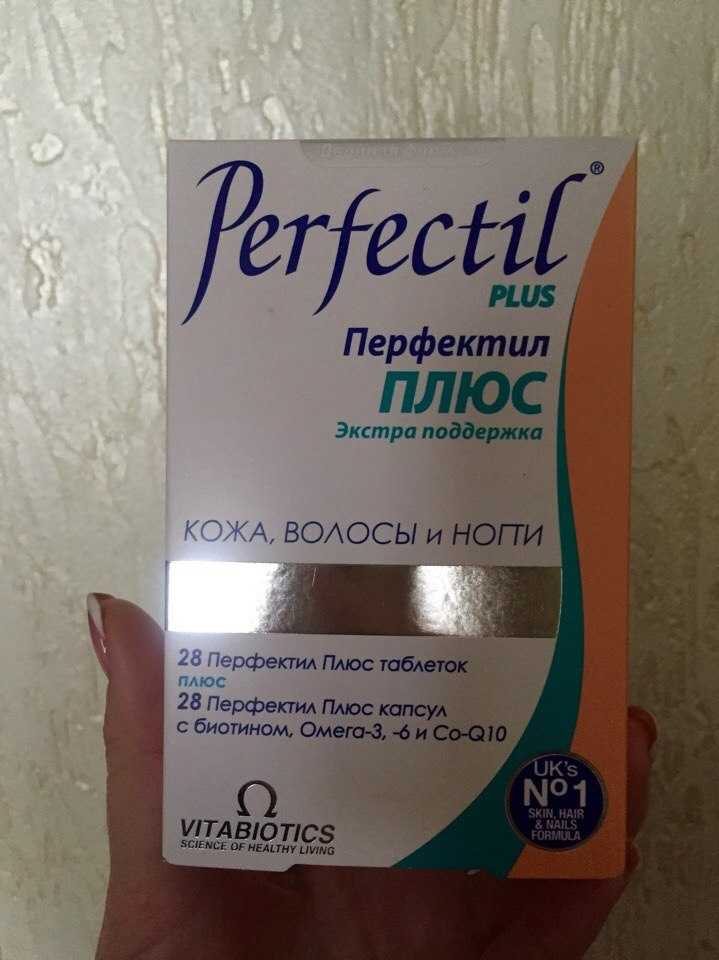 Perfectil®
PLUS
Перфектил
ПЛЮС
Экстра поддержка
КОЖА, ВОЛОСЫ и НОГТИ
28 Перфектил Плюс таблеток
плюс
28 Перфектил Плюс капсул
с биотином, Омега-3, -6 и Co-Q10
VITABIOTICS
SCIENCE OF HEALTHY LIVING
UK's
№1
SKIN, HAIR
& NAILS
FORMULA